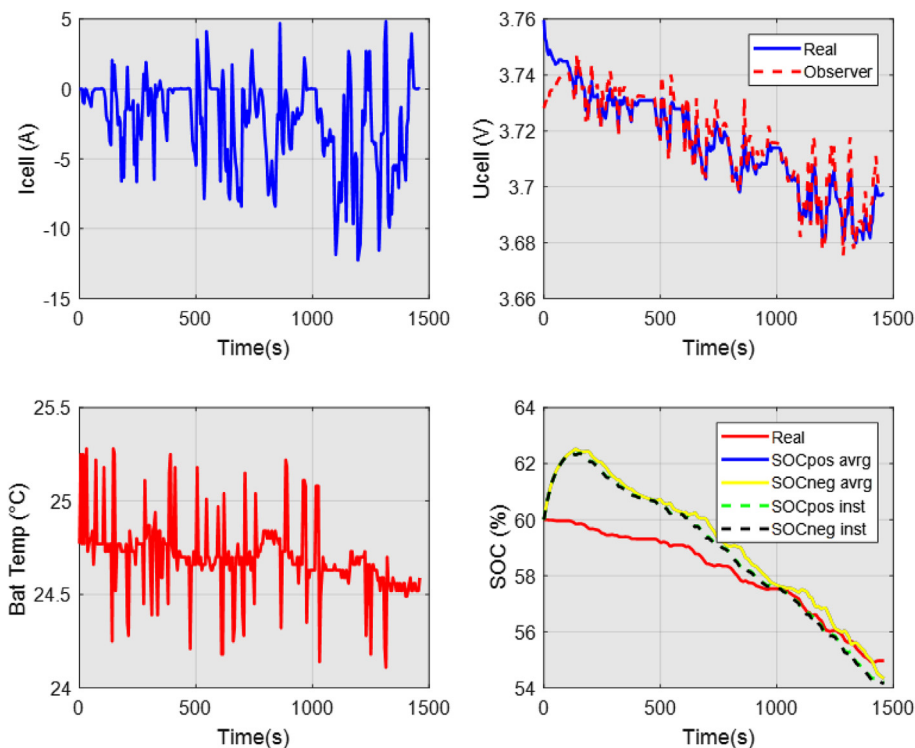 5
0
-5
-10
-15
0
500
1000
1500
Icell (A)
Time(s)
3.76
3.74
3.72
3.7
3.68
3.66
0
500
1000
1500
Ucell (V)
Time(s)
Real
Observer
25.5
25
24.5
24
0
500
1000
1500
Bat Temp (°C)
Time(s)
64
62
60
58
56
54
0
500
1000
1500
SOC (%)
Time(s)
Real
SOCpos avrg
SOCneg avrg
SOCpos inst
SOCneg inst